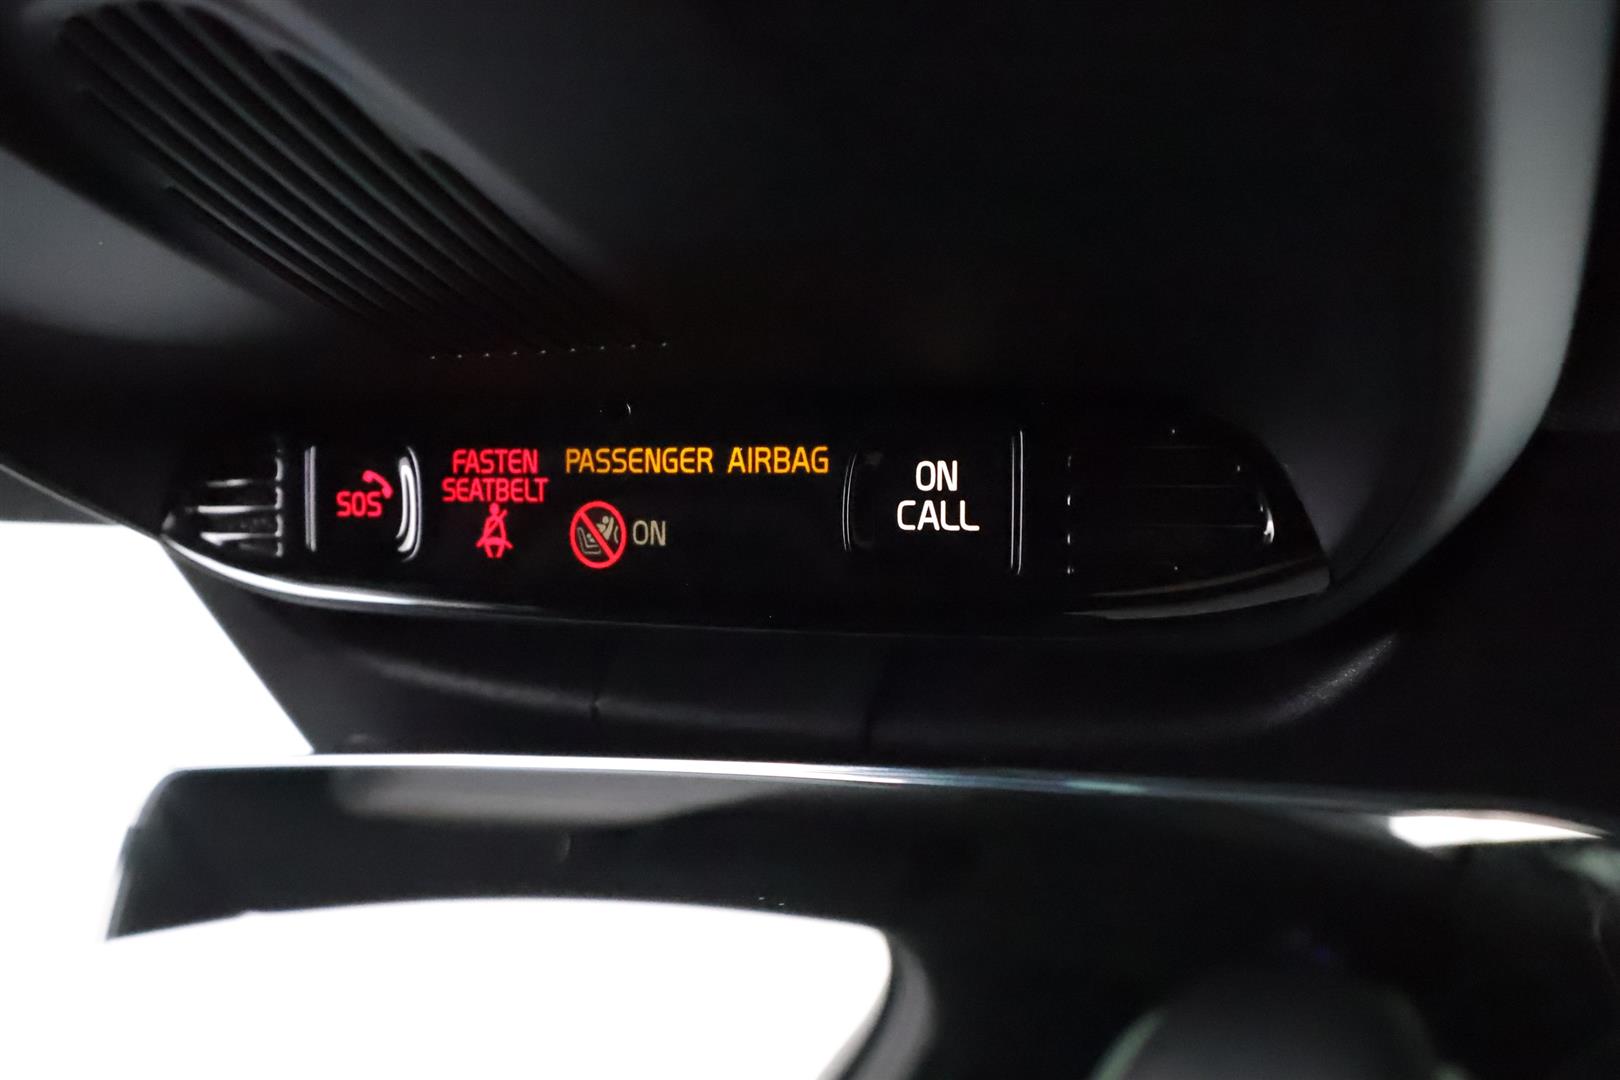 SOS
FASTEN
SEATBELT
PASSENGER AIRBAG
ON
ON
CALL